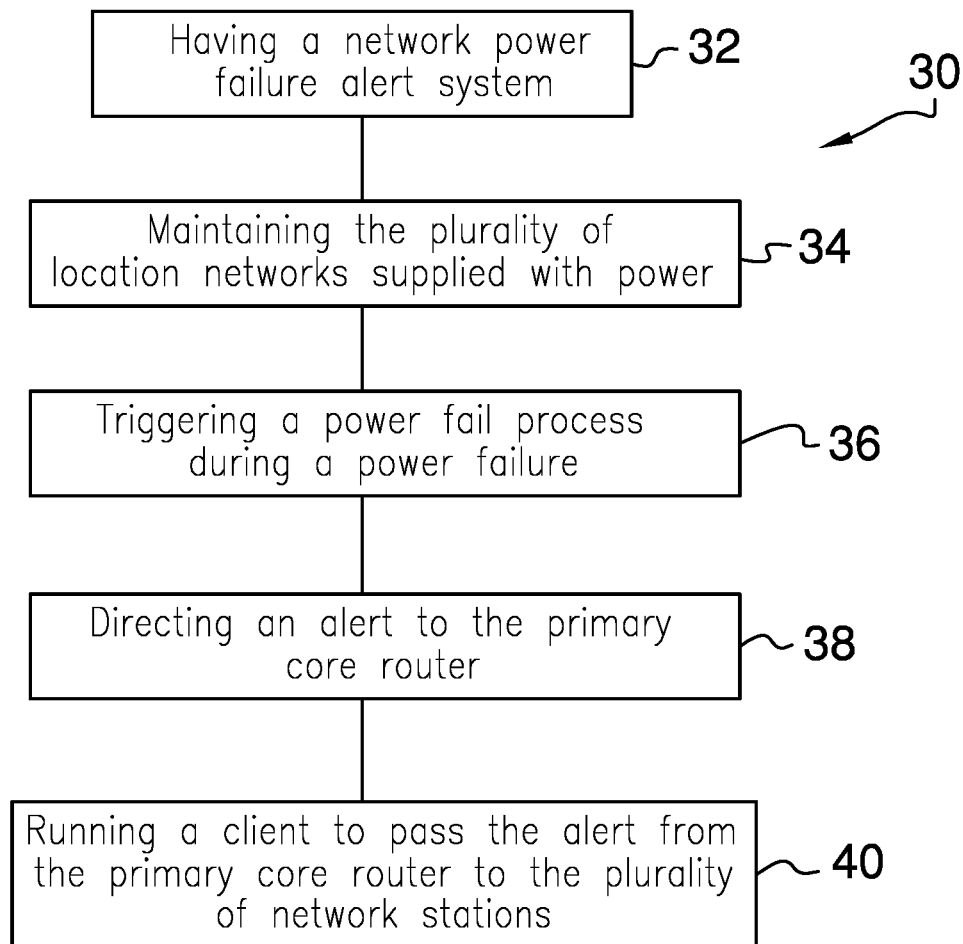 Having a network power
failure alert system
32
30
Maintaining the plurality of
location networks supplied with power
34
Triggering a power fail process
during a power failure
36
Directing an alert to the primary
core router
38
Running a client to pass the alert from
the primary core router to the plurality
of network stations
40